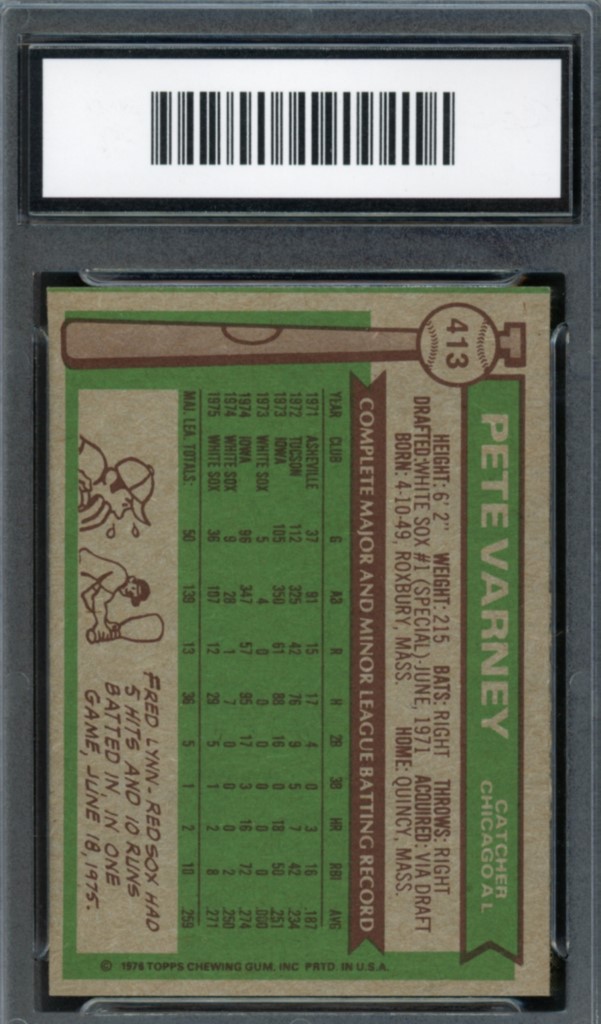 413
PETE VARNEY
CATCHER
CHICAGO AL
HEIGHT: 6' 2" WEIGHT: 215 BATS: RIGHT THROWS: RIGHT
DRAFTED: WHITE SOX #1 (SPECIAL)-JUNE, 1971 ACQUIRED: VIA DRAFT
BORN: 4-10-49, ROXBURY, MASS. HOME: QUINCY, MASS.
COMPLETE MAJOR AND MINOR LEAGUE BATTING RECORD
YEAR CLUB G AB R H 2B 3B HR RBI AVG
1971 ASHEVILLE 37 91 15 17 4 0 3 16 .187
1972 TUCSON 112 325 42 76 9 5 7 42 .234
1973 IOWA 105 350 61 88 16 0 18 50 .251
1973 WHITE SOX 5 4 0 0 0 0 0 0 .000
1974 IOWA 96 347 57 95 17 3 16 72 .274
1974 WHITE SOX 9 28 1 7 0 0 0 2 .250
1975 WHITE SOX 36 107 12 29 5 1 2 8 .271
MAJ. LEA. TOTALS: 50 139 13 36 5 1 2 10 .259
FRED LYNN-RED SOX HAD
5 HITS AND 10 RUNS
BATTED IN, IN ONE
GAME, JUNE 18, 1975.
© 1976 TOPPS CHEWING GUM, INC PRTD. IN U.S.A.